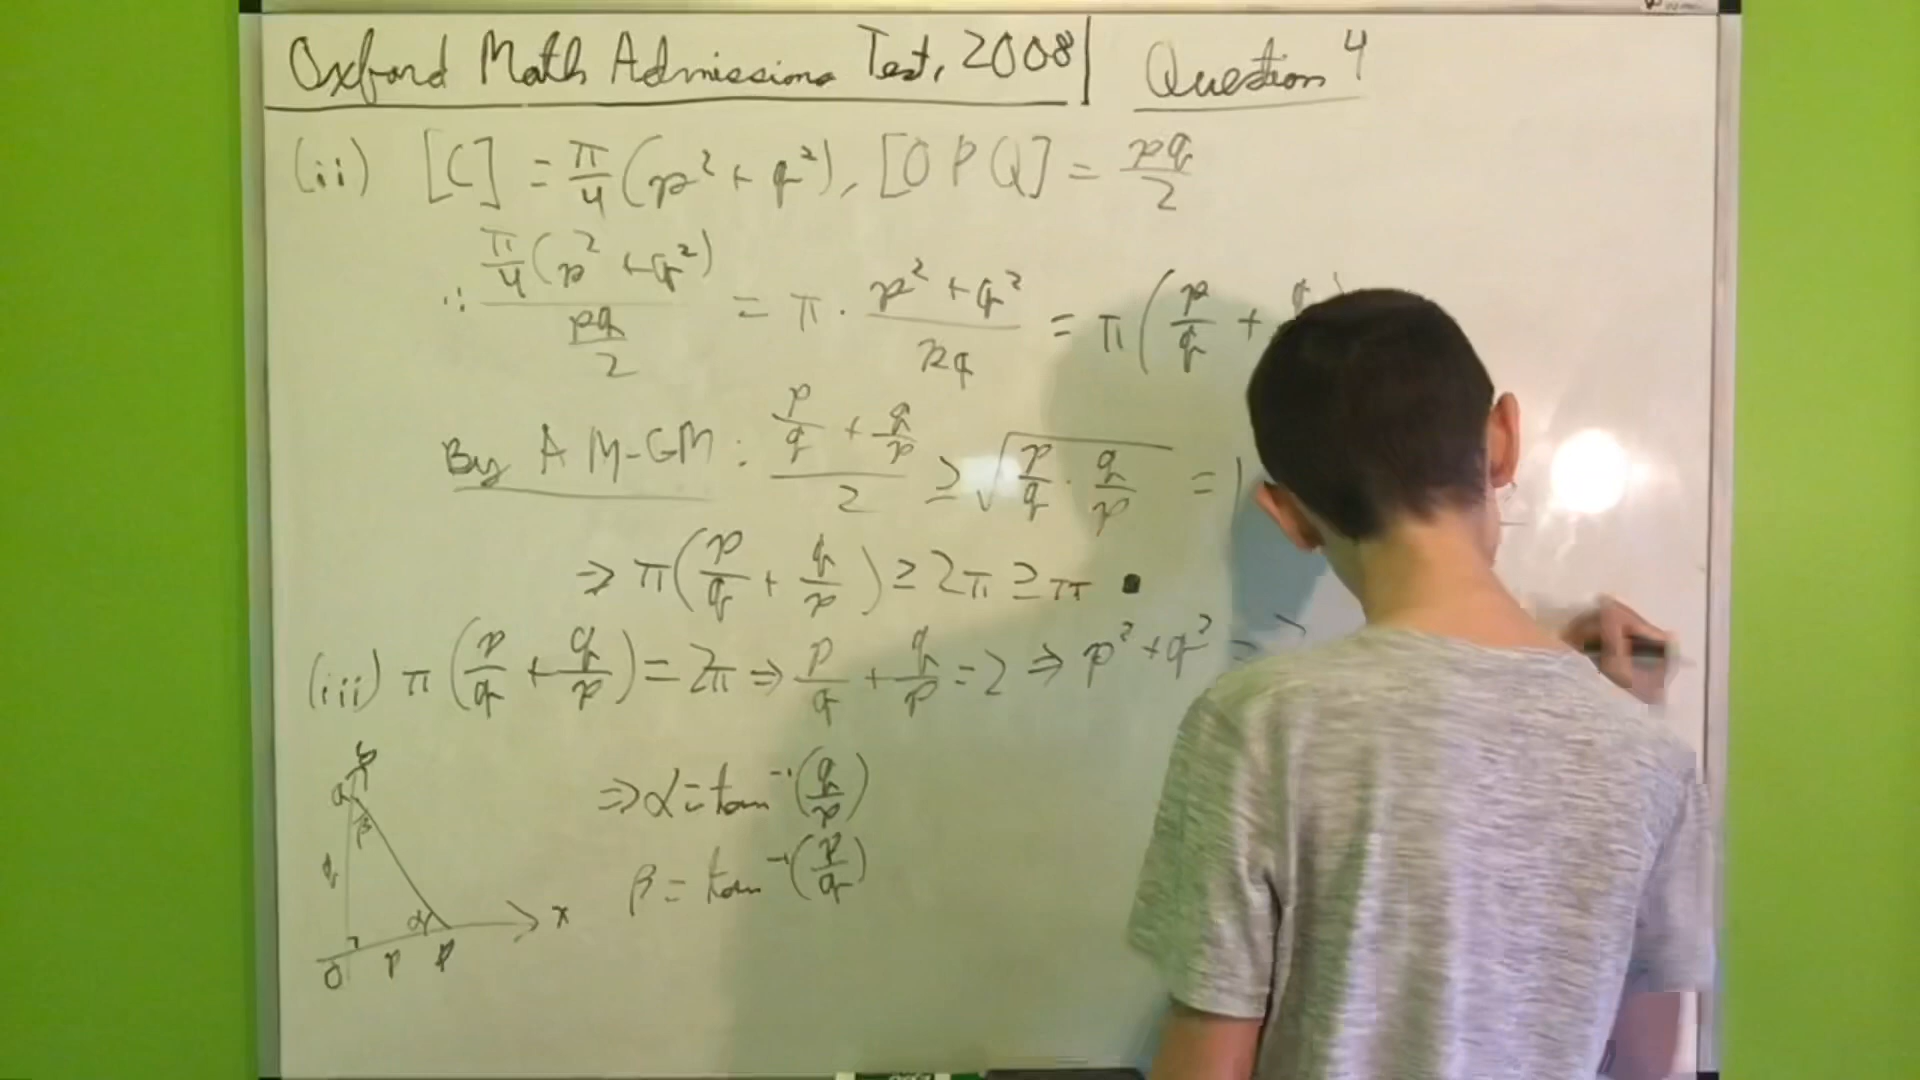 Oxford Math Admissions Test, 2008 | Question 4
(ii) [C] = π/4 (p² + q²), [OPQ] = pq/2
∴ (π/4 (p² + q²))/(pq/2) = π · (p² + q²)/(pq) = π(p/q + q
By AM-GM: (p/q + q/p)/2 ≥ √(p/q · q/p) = 1
⇒ π(p/q + q/p) ≥ 2π ≥ π ▪
(iii) π(p/q + q/p) = 2π ⇒ p/q + q/p = 2 ⇒ p² + q² = 2
y
Q
β
q
α
x
O p P
⇒ α = tan⁻¹(q/p)
β = tan⁻¹(p/q)